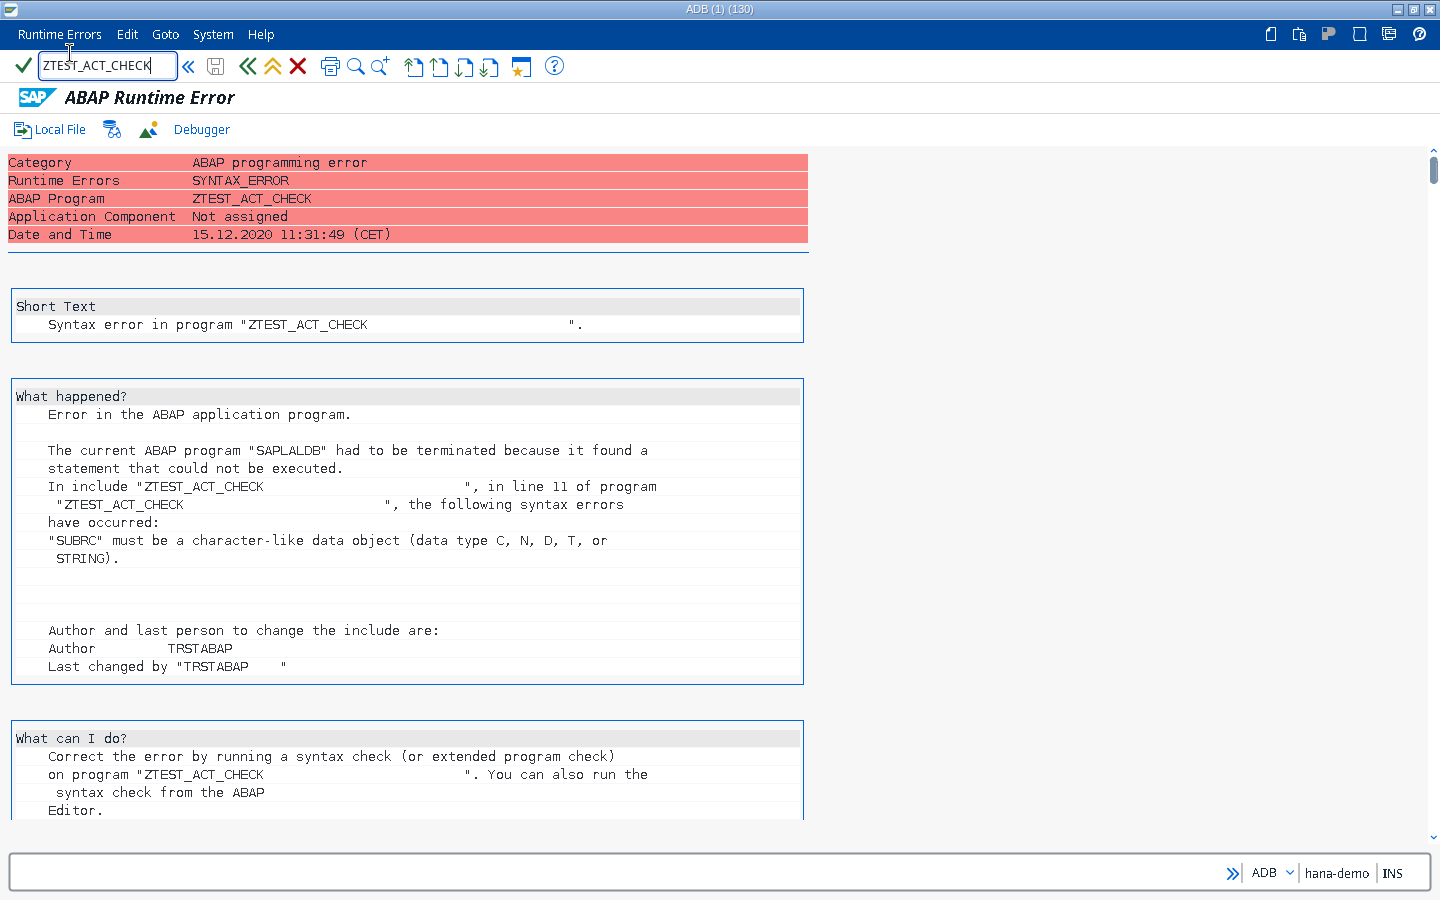 ADB (1) (130)
Runtime Errors Edit Goto System Help
ZTEST_ACT_CHECK
SAP ABAP Runtime Error
Local File Debugger
Category ABAP programming error
Runtime Errors SYNTAX_ERROR
ABAP Program ZTEST_ACT_CHECK
Application Component Not assigned
Date and Time 15.12.2020 11:31:49 (CET)
Short Text
Syntax error in program "ZTEST_ACT_CHECK ".
What happened?
Error in the ABAP application program.
The current ABAP program "SAPLALDB" had to be terminated because it found a
statement that could not be executed.
In include "ZTEST_ACT_CHECK ", in line 11 of program
"ZTEST_ACT_CHECK ", the following syntax errors
have occurred:
"SUBRC" must be a character-like data object (data type C, N, D, T, or
STRING).
Author and last person to change the include are:
Author TRSTABAP
Last changed by "TRSTABAP "
What can I do?
Correct the error by running a syntax check (or extended program check)
on program "ZTEST_ACT_CHECK ". You can also run the
syntax check from the ABAP
Editor.
ADB hana-demo INS